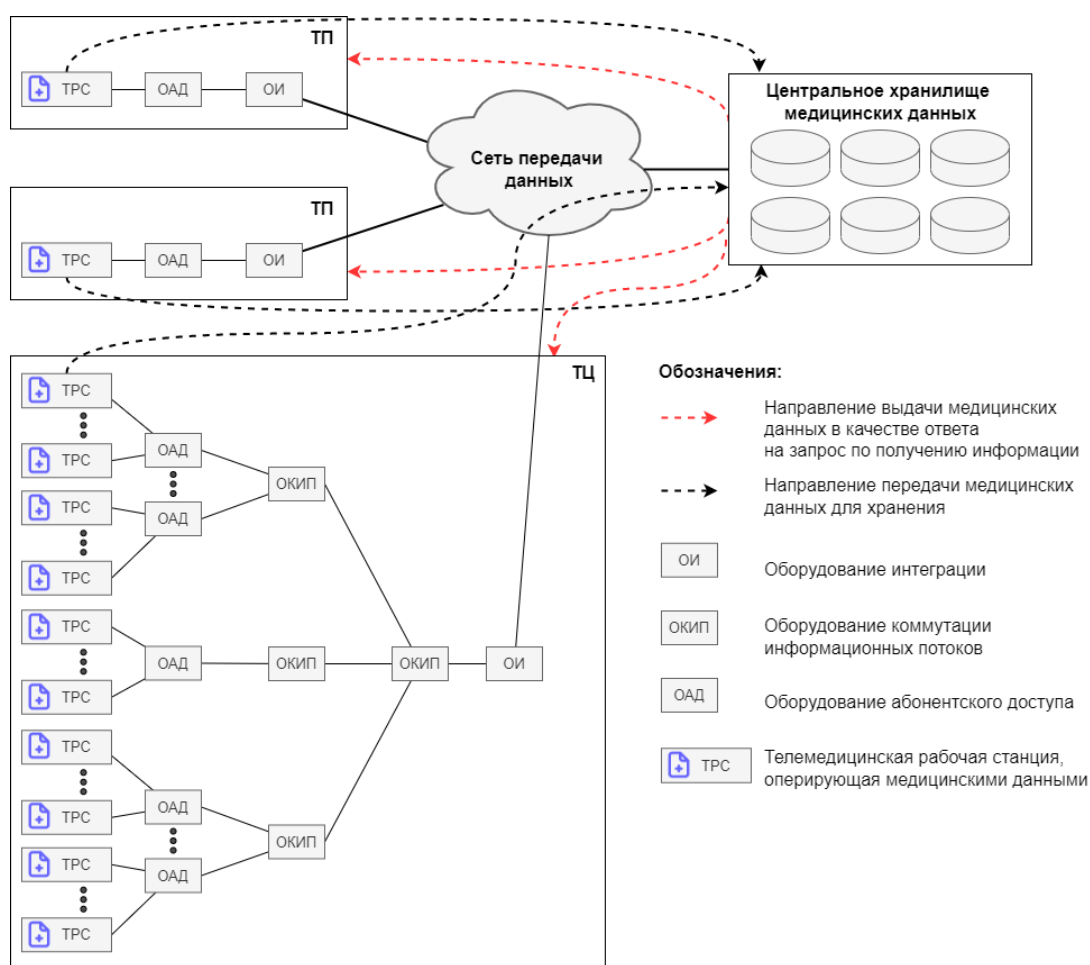 ТП
ТРС
ОАД
ОИ
Центральное хранилище
медицинских данных
Сеть передачи
данных
ТП
ТРС
ОАД
ОИ
ТЦ
ТРС
ТРС
ОАД
ОКИП
ТРС
ОАД
ТРС
ТРС
ОАД
ОКИП
ОКИП
ОИ
ТРС
ТРС
ТРС
ОАД
ОКИП
ТРС
ОАД
ТРС
Обозначения:
Направление выдачи медицинских
данных в качестве ответа
на запрос по получению информации
Направление передачи медицинских
данных для хранения
ОИ
Оборудование интеграции
ОКИП
Оборудование коммутации
информационных потоков
ОАД
Оборудование абонентского доступа
ТРС
Телемедицинская рабочая станция,
оперирующая медицинскими данными